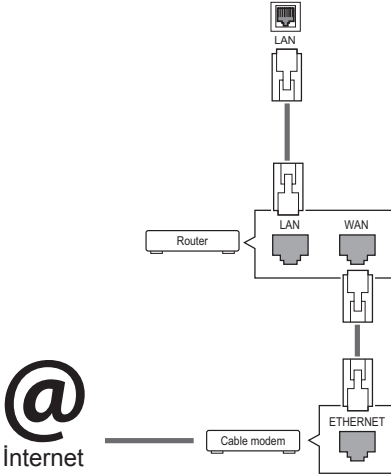 LAN
LAN WAN
Router
ETHERNET
@
Cable modem
İnternet